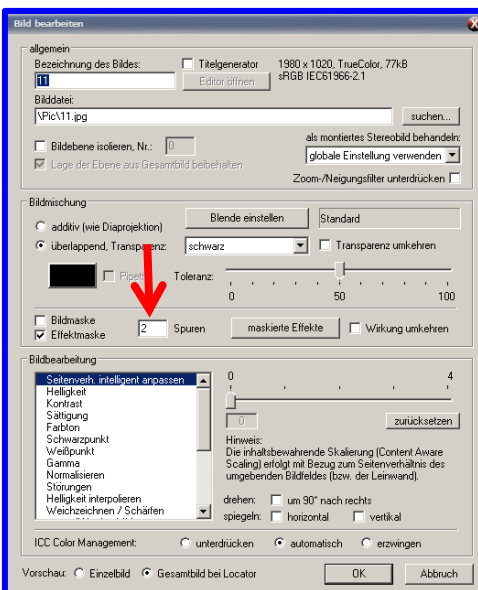 Bild bearbeiten
allgemein
Bezeichnung des Bildes:
Titelgenerator
1980 x 1020, TrueColor, 77kB
11
Editor öffnen
sRGB IEC61966-2.1
Bilddatei:
\Pic\11.jpg
suchen...
als montiertes Stereobild behandeln:
Bildebene isolieren, Nr.: 0
globale Einstellung verwenden
Lage der Ebene aus Gesamtbild beibehalten
Zoom-/Neigungsfilter unterdrücken
Bildmischung
additiv (wie Diaprojektion)
Blende einstellen
Standard
überlappend, Transparenz:
schwarz
Transparenz umkehren
Toleranz:
0 50 100
Bildmaske
Effektmaske
2 Spuren
maskierte Effekte
Wirkung umkehren
Bildbearbeitung
Seitenverh. intelligent anpassen
Helligkeit
Kontrast
Sättigung
Farbton
Schwarzpunkt
Weißpunkt
Gamma
Normalisieren
Störungen
Helligkeit interpolieren
Weichzeichnen / Schärfen
0 4
0
zurücksetzen
Hinweis:
Die inhaltsbewahrende Skalierung (Content Aware
Scaling) erfolgt mit Bezug zum Seitenverhältnis des
umgebenden Bildfeldes (bzw. der Leinwand).
drehen: um 90° nach rechts
spiegeln: horizontal vertikal
ICC Color Management: unterdrücken automatisch erzwingen
Vorschau: Einzelbild Gesamtbild bei Locator
OK
Abbruch